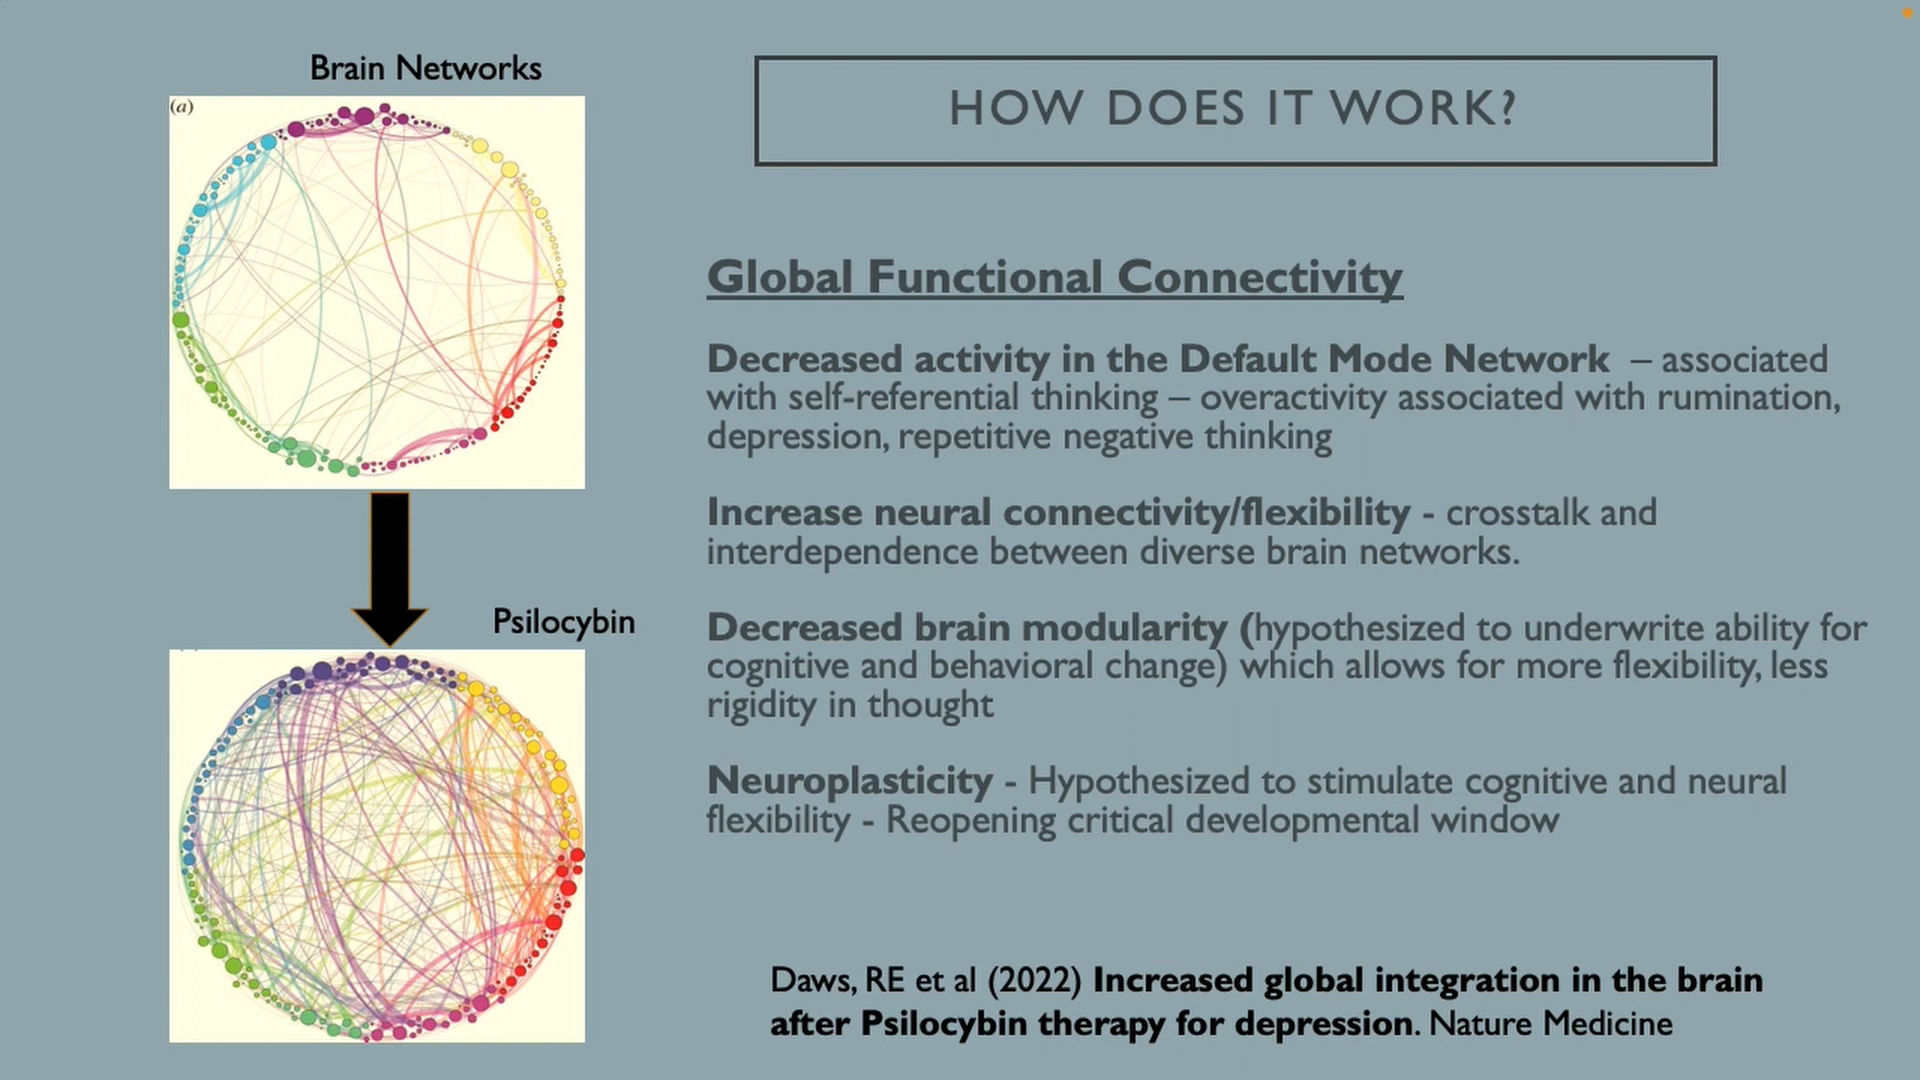 Brain Networks
(a)
HOW DOES IT WORK?
Global Functional Connectivity
Decreased activity in the Default Mode Network – associated
with self-referential thinking – overactivity associated with rumination,
depression, repetitive negative thinking
Increase neural connectivity/flexibility - crosstalk and
interdependence between diverse brain networks.
Psilocybin
Decreased brain modularity (hypothesized to underwrite ability for
cognitive and behavioral change) which allows for more flexibility, less
rigidity in thought
Neuroplasticity - Hypothesized to stimulate cognitive and neural
flexibility - Reopening critical developmental window
Daws, RE et al (2022) Increased global integration in the brain
after Psilocybin therapy for depression. Nature Medicine